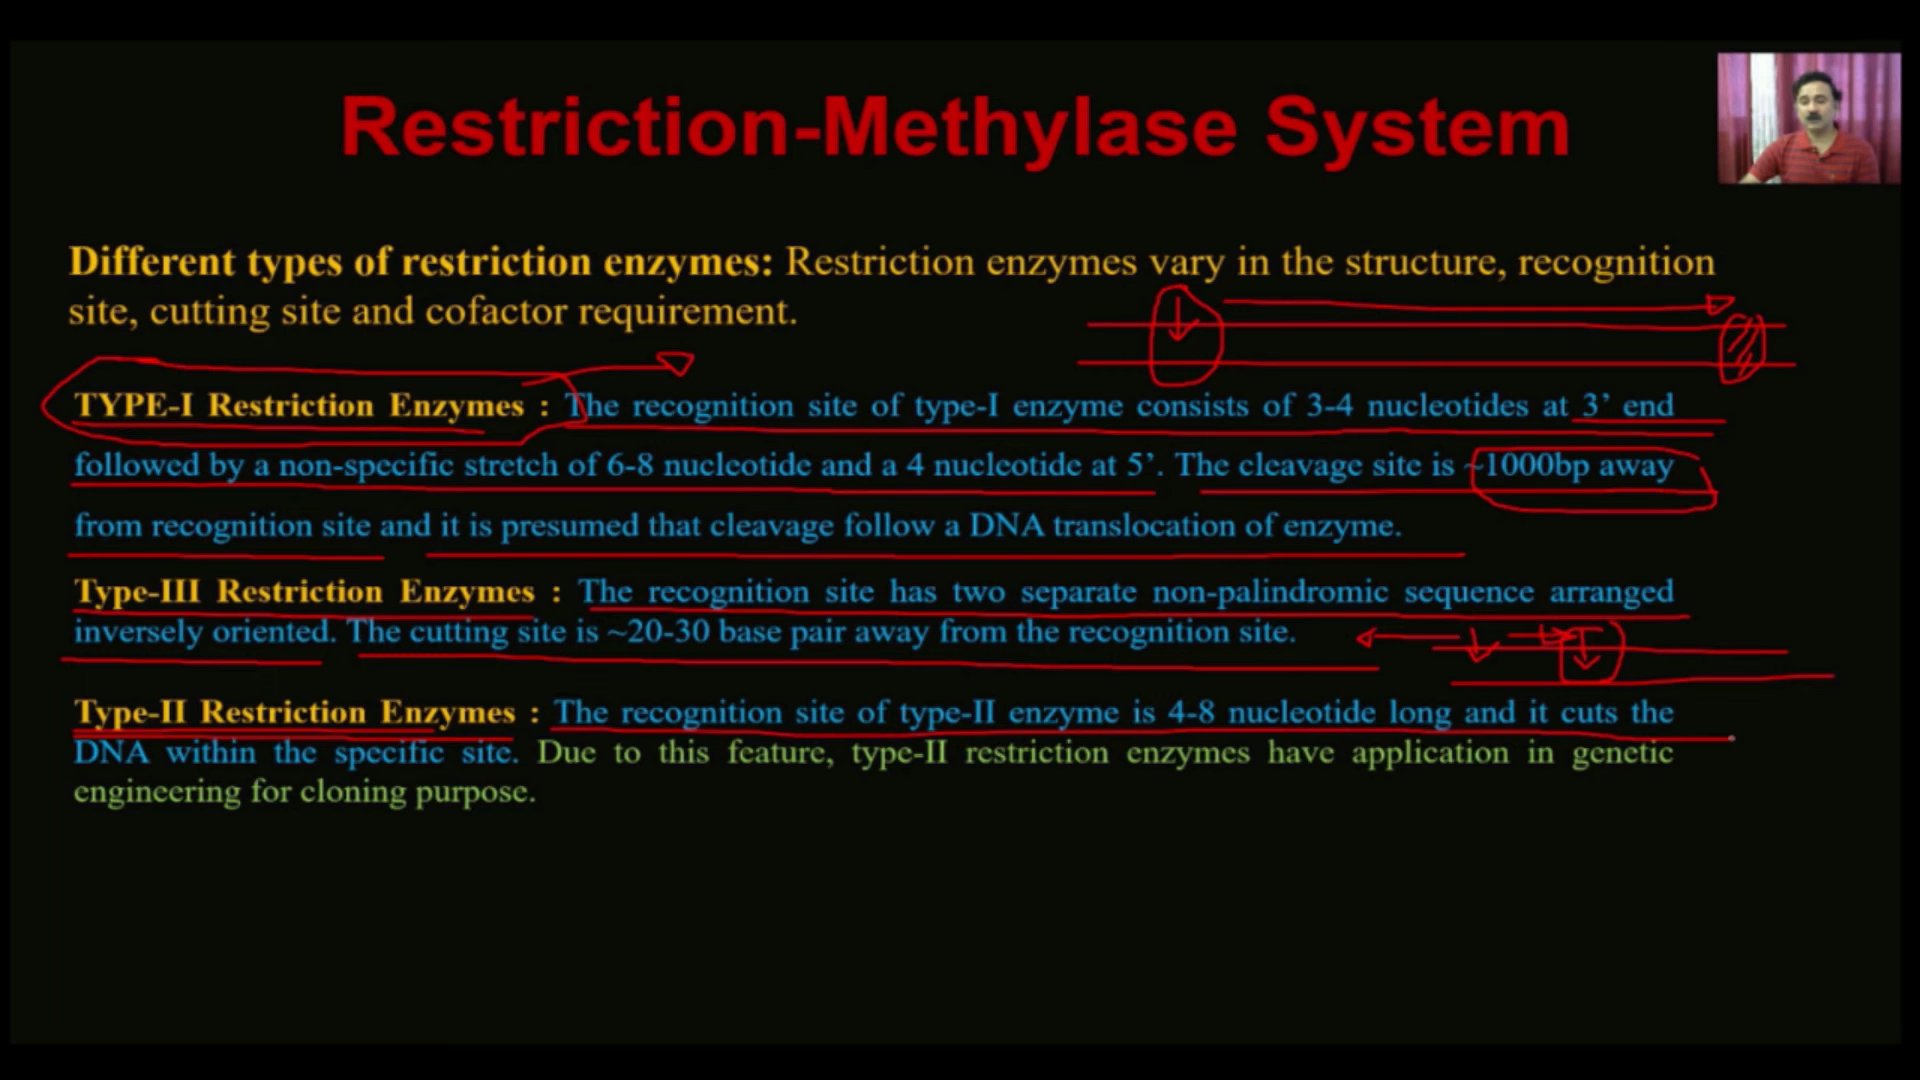 Restriction-Methylase System
Different types of restriction enzymes: Restriction enzymes vary in the structure, recognition
site, cutting site and cofactor requirement.
TYPE-I Restriction Enzymes : The recognition site of type-I enzyme consists of 3-4 nucleotides at 3’ end
followed by a non-specific stretch of 6-8 nucleotide and a 4 nucleotide at 5’. The cleavage site is ~1000bp away
from recognition site and it is presumed that cleavage follow a DNA translocation of enzyme.
Type-III Restriction Enzymes : The recognition site has two separate non-palindromic sequence arranged
inversely oriented. The cutting site is ~20-30 base pair away from the recognition site.
Type-II Restriction Enzymes : The recognition site of type-II enzyme is 4-8 nucleotide long and it cuts the
DNA within the specific site. Due to this feature, type-II restriction enzymes have application in genetic
engineering for cloning purpose.